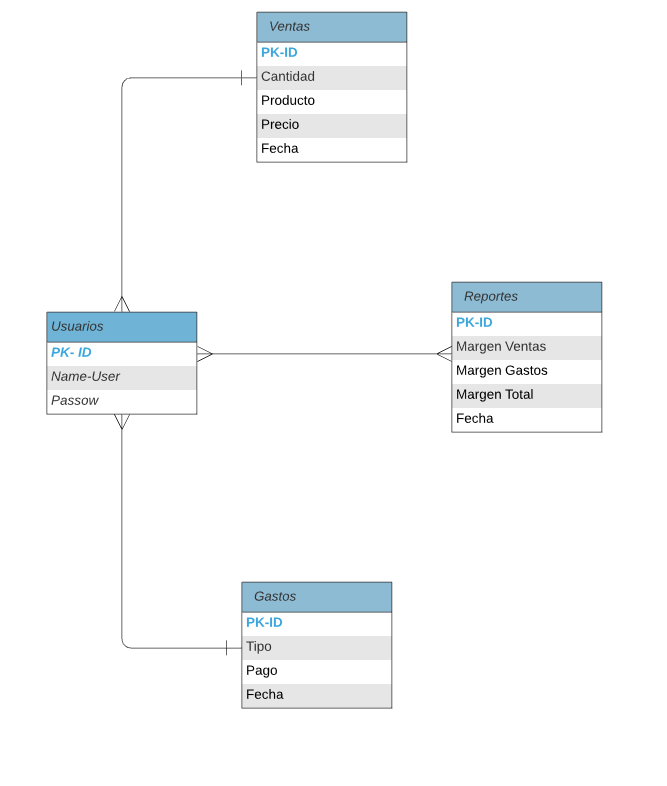 Ventas
PK-ID
Cantidad
Producto
Precio
Fecha
Usuarios
PK- ID
Name-User
Passow
Reportes
PK-ID
Margen Ventas
Margen Gastos
Margen Total
Fecha
Gastos
PK-ID
Tipo
Pago
Fecha